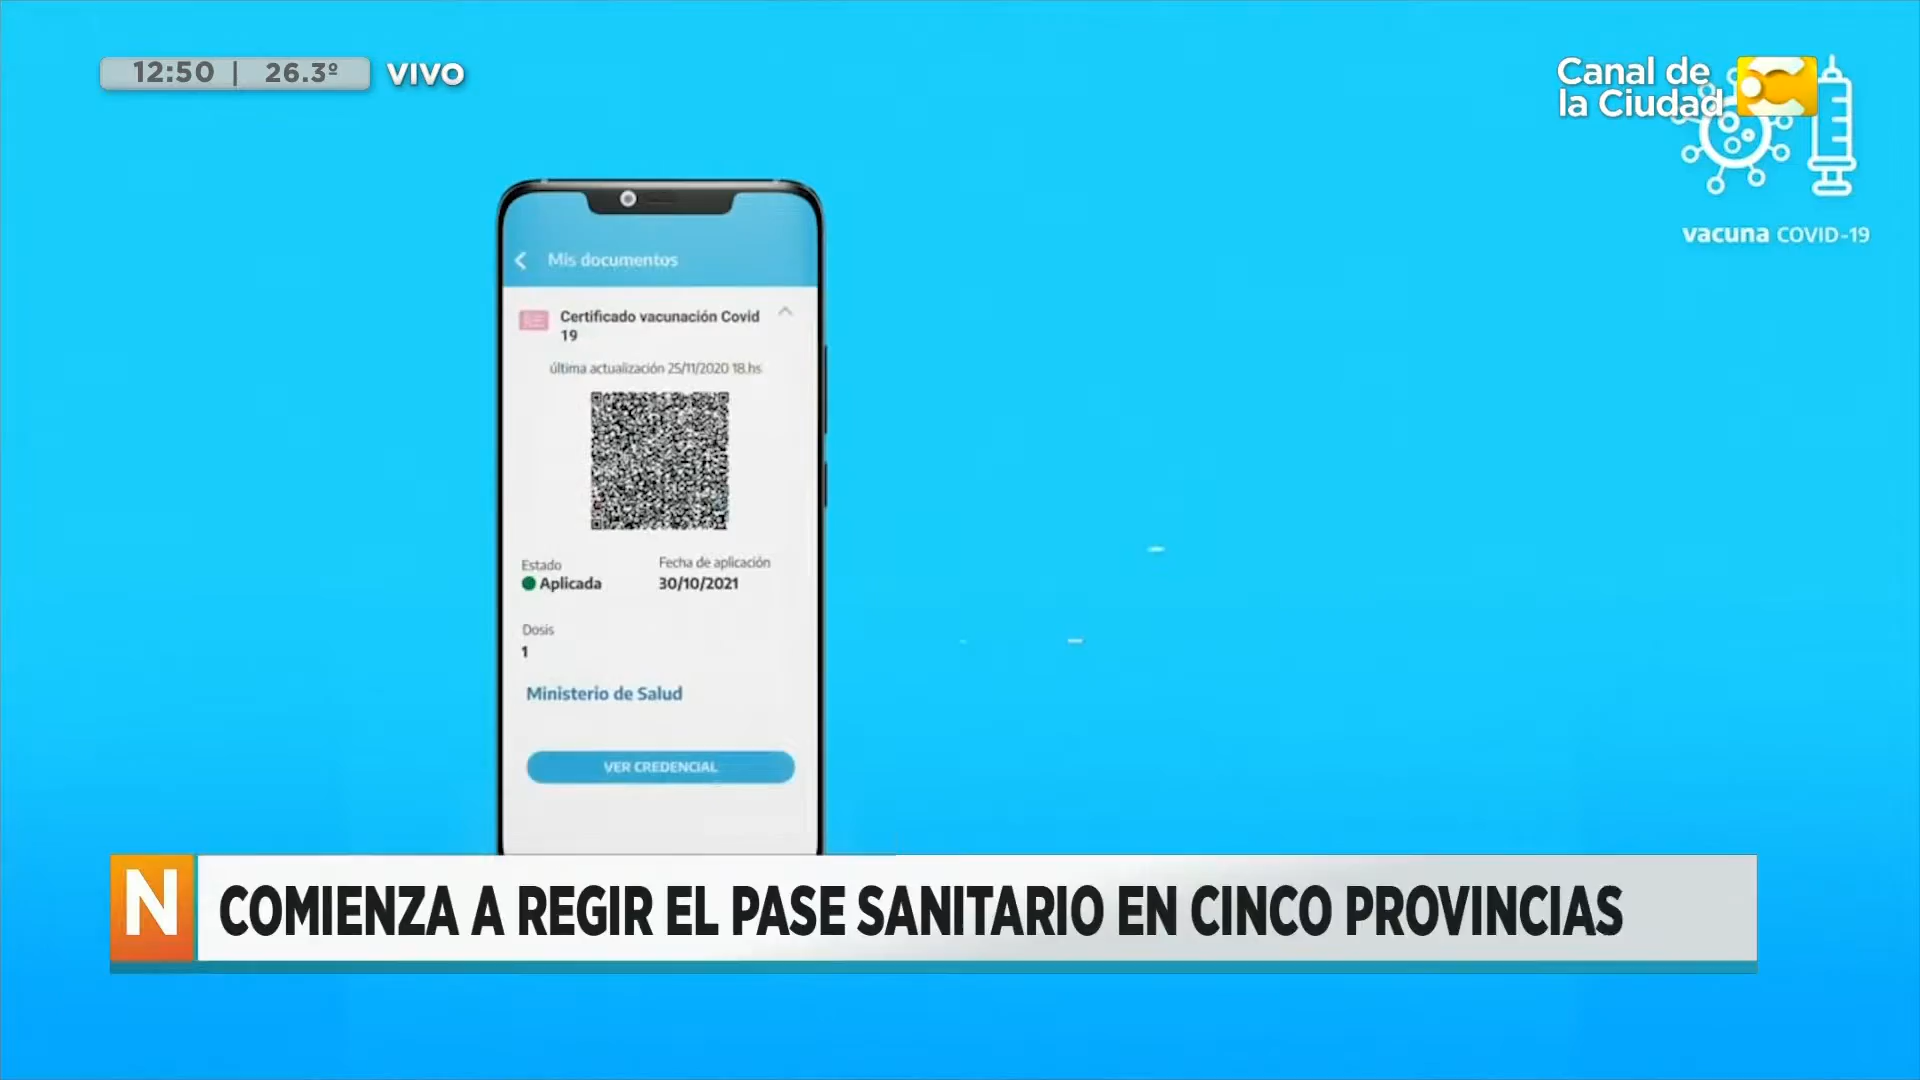 12:50 | 26.3º VIVO
Canal de
la Ciudad
vacuna COVID-19
Mis documentos
Certificado vacunación Covid
19
última actualización 25/11/2020 18.hs
Estado
Fecha de aplicación
Aplicada
30/10/2021
Dosis
1
Ministerio de Salud
VER CREDENCIAL
N COMIENZA A REGIR EL PASE SANITARIO EN CINCO PROVINCIAS